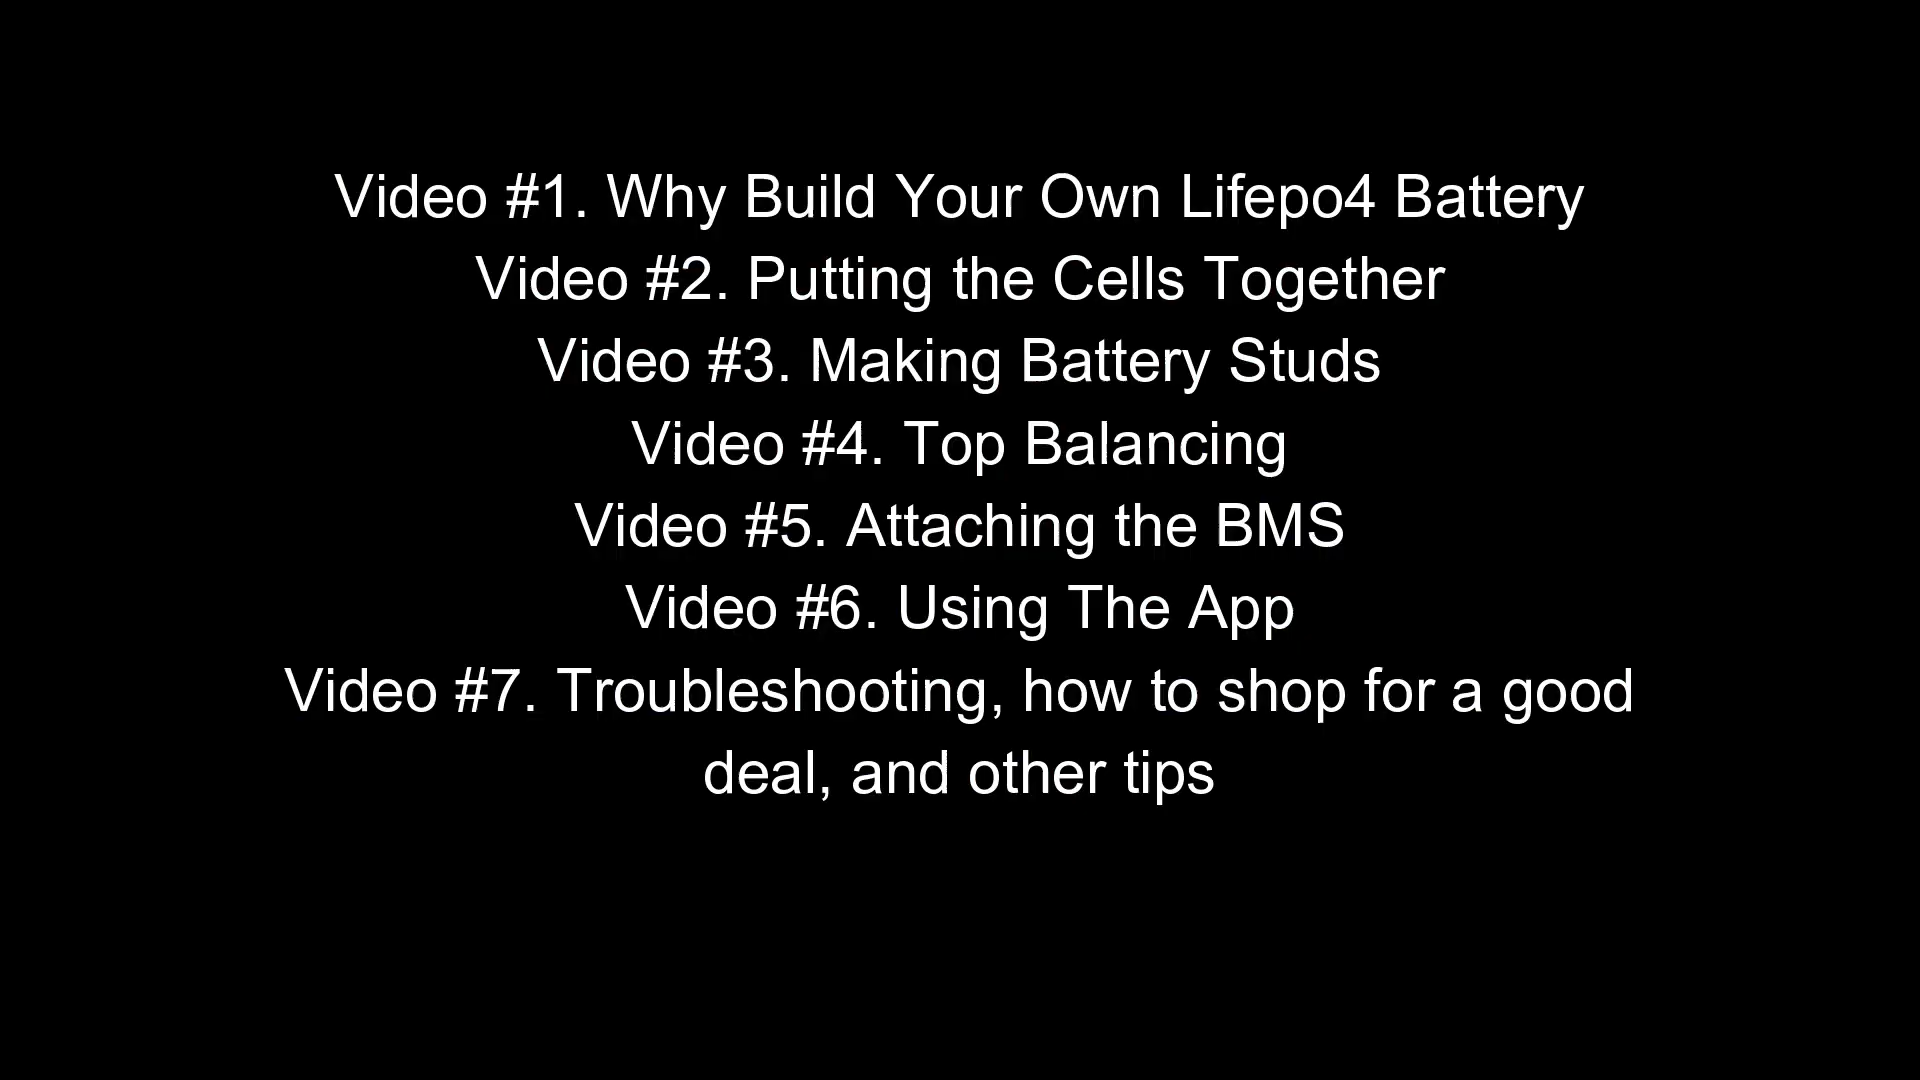 Video #1. Why Build Your Own Lifepo4 Battery
Video #2. Putting the Cells Together
Video #3. Making Battery Studs
Video #4. Top Balancing
Video #5. Attaching the BMS
Video #6. Using The App
Video #7. Troubleshooting, how to shop for a good
deal, and other tips